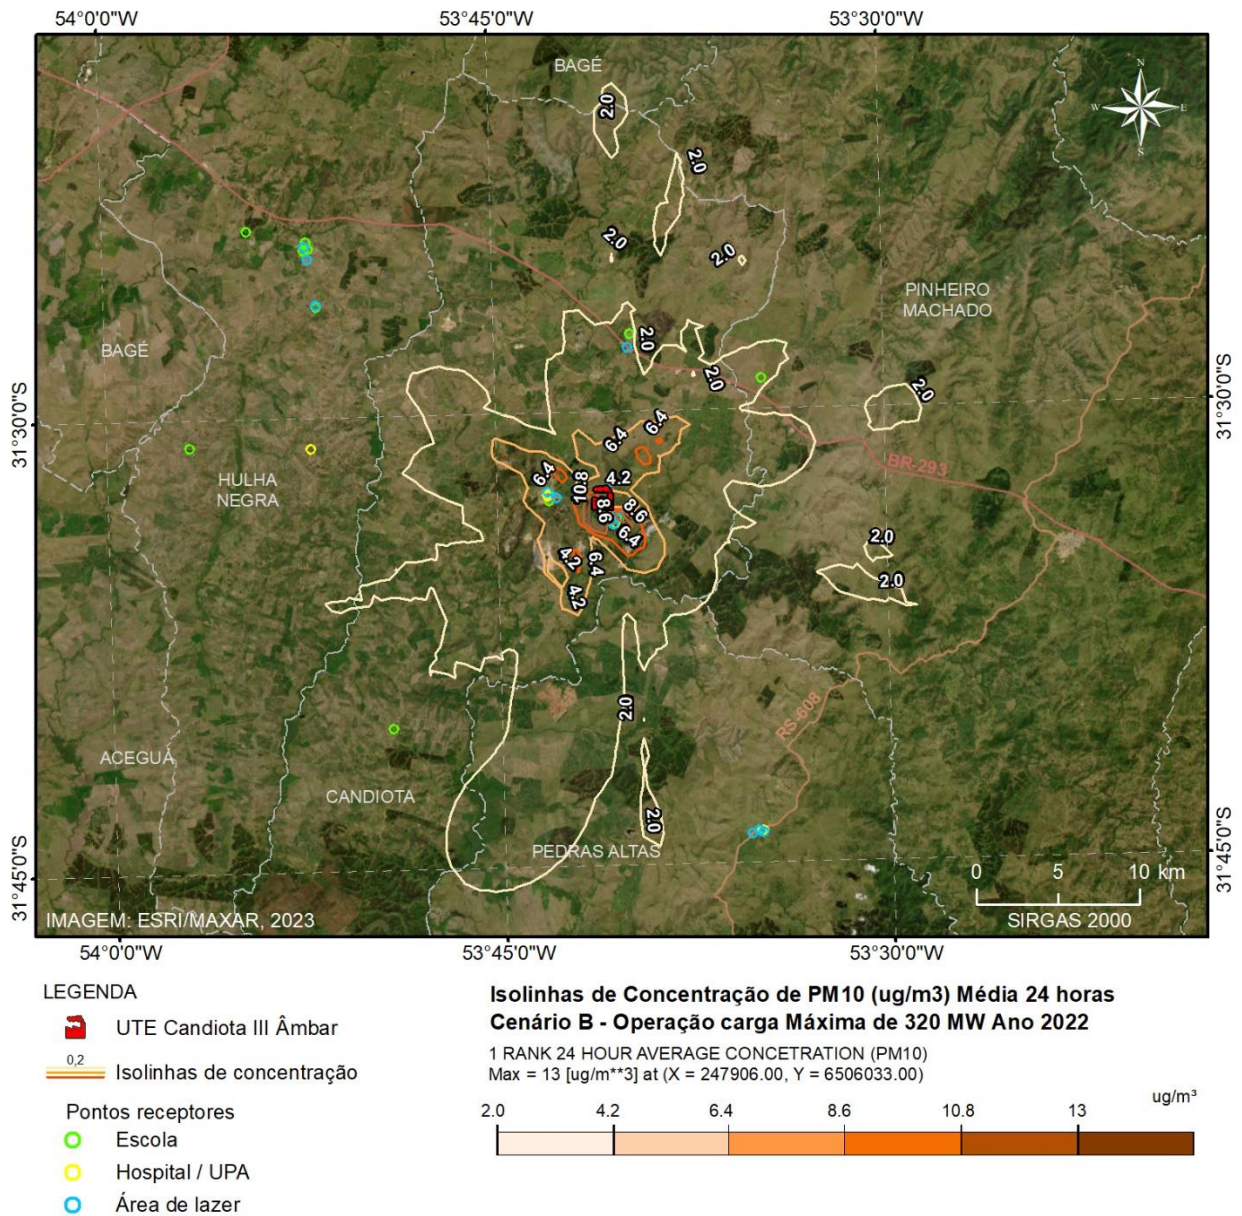 54°0'0"W
53°45'0"W
53°30'0"W
BAGÉ
N
W
E
S
2.0
2.0
2.0
2.0
PINHEIRO
MACHADO
BAGÉ
2.0
2.0
2.0
31°30'0"S
31°30'0"S
6.4
6.4
BR-293
HULHA
NEGRA
6.4
10.8
4.2
8.6
8.6
6.4
4.2
6.4
4.2
2.0
2.0
2.0
RS-608
ACEGUÁ
CANDIOTA
2.0
PEDRAS ALTAS
31°45'0"S
31°45'0"S
0 5 10 km
SIRGAS 2000
IMAGEM: ESRI/MAXAR, 2023
54°0'0"W
53°45'0"W
53°30'0"W
LEGENDA
UTE Candiota III Âmbar
0,2
Isolinhas de concentração
Pontos receptores
Escola
Hospital / UPA
Área de lazer
Isolinhas de Concentração de PM10 (ug/m3) Média 24 horas
Cenário B - Operação carga Máxima de 320 MW Ano 2022
1 RANK 24 HOUR AVERAGE CONCETRATION (PM10)
Max = 13 [ug/m**3] at (X = 247906.00, Y = 6506033.00)
ug/m³
2.0 4.2 6.4 8.6 10.8 13